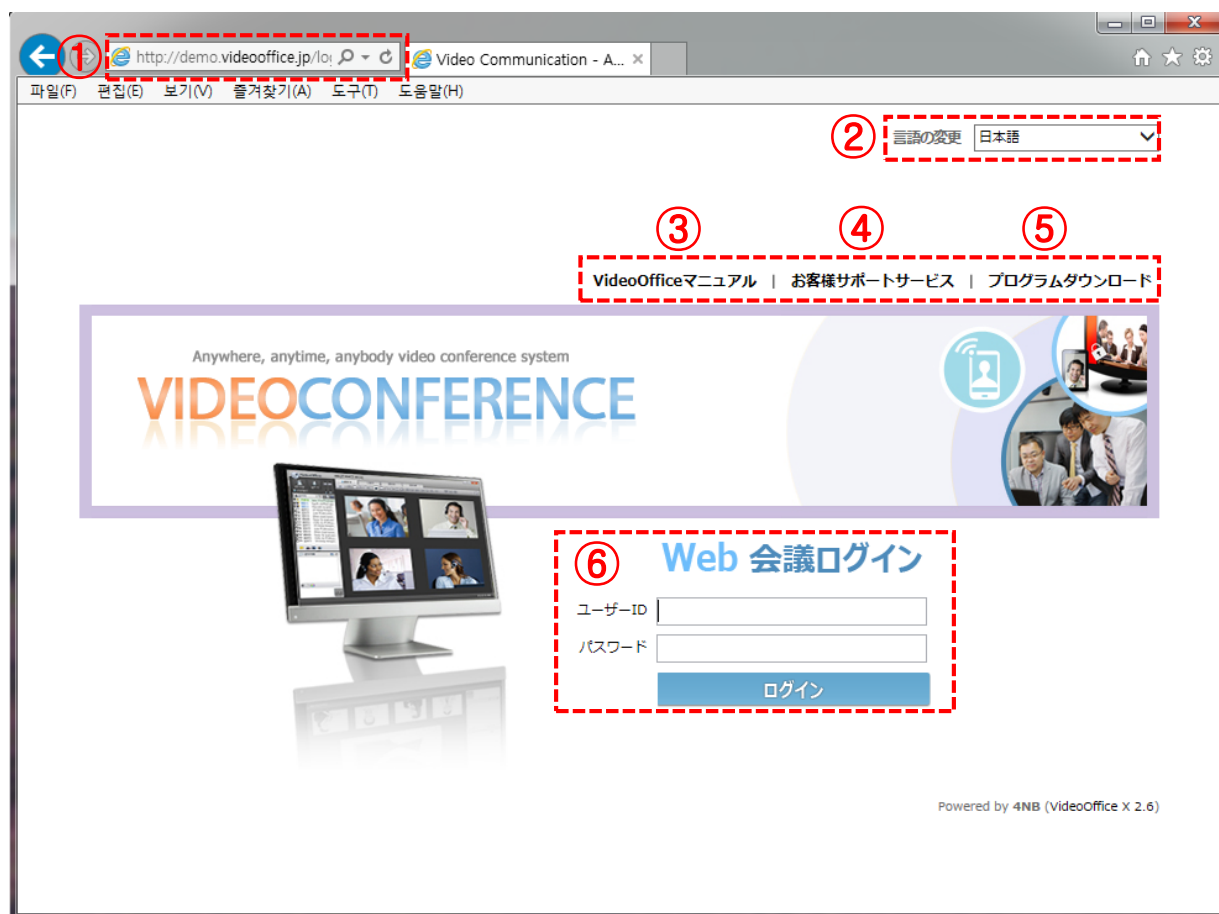 ①
http://demo.videooffice.jp/lo
Video Communication - A...
파일(F) 편집(E) 보기(V) 즐겨찾기(A) 도구(T) 도움말(H)
② 言語の変更 日本語
③ ④ ⑤
VideoOfficeマニュアル | お客様サポートサービス | プログラムダウンロード
Anywhere, anytime, anybody video conference system
VIDEOCONFERENCE
⑥ Web 会議ログイン
ユーザーID
パスワード
ログイン
Powered by 4NB (VideoOffice X 2.6)